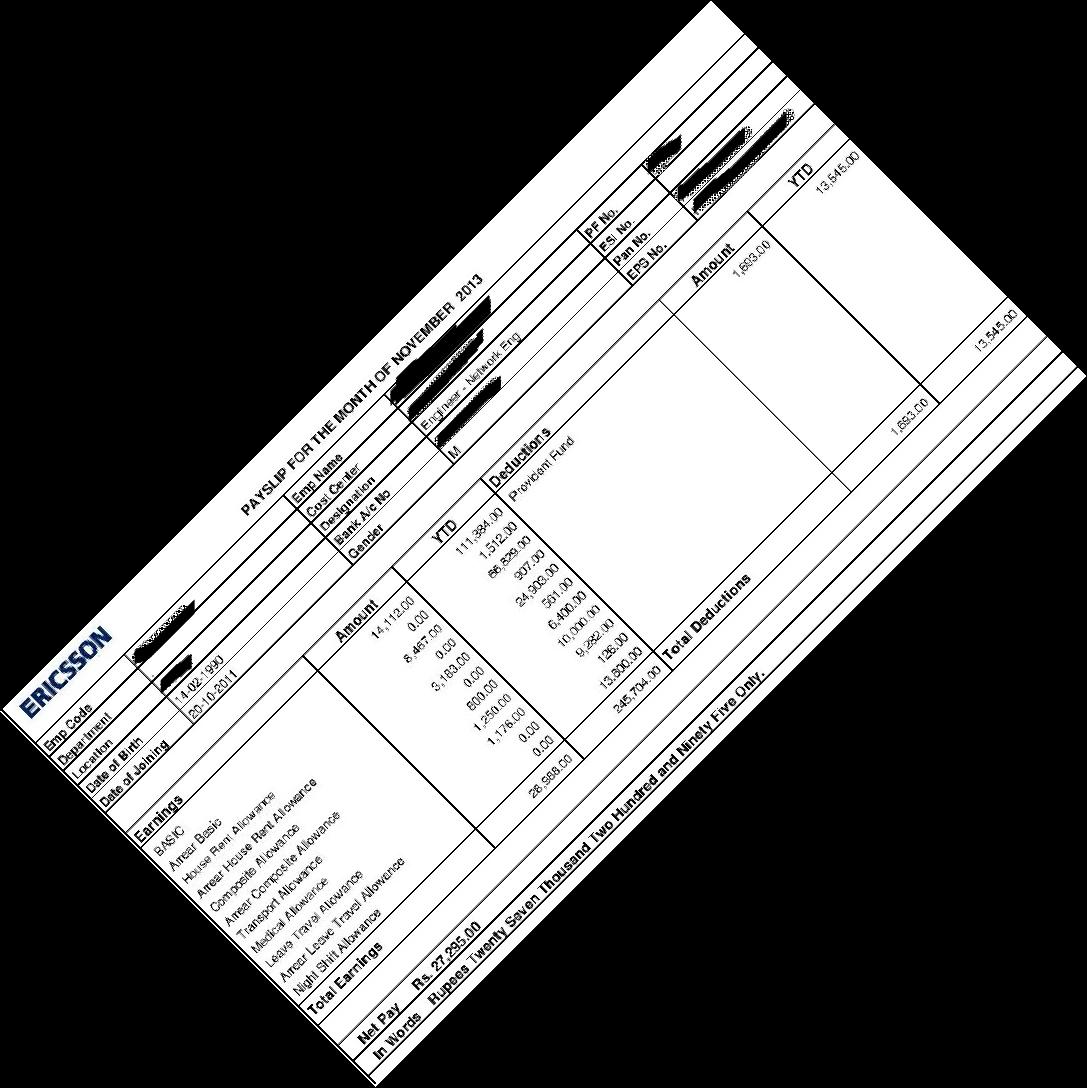 ERICSSON
PAYSLIP FOR THE MONTH OF NOVEMBER 2013
Emp Code Emp Name PF No.
Department Cost Center ESI No.
Location Designation Engineer - Network Eng Pan No.
Date of Birth 14-02-1990 Bank A/c No EPS No.
Date of Joining 20-10-2011 Gender M
Earnings Amount YTD Deductions Amount YTD
BASIC 14,112.00 111,384.00 Provident Fund 1,693.00 13,545.00
Arrear Basic 0.00 1,512.00
House Rent Allowance 8,467.00 66,829.00
Arrear House Rent Allowance 0.00 907.00
Composite Allowance 3,183.00 24,903.00
Arrear Composite Allowance 0.00 561.00
Transport Allowance 800.00 6,400.00
Medical Allowance 1,250.00 10,000.00
Leave Travel Allowance 1,176.00 9,282.00
Arrear Leave Travel Allowance 0.00 126.00
Night Shift Allowance 0.00 13,800.00
Total Earnings 28,988.00 245,704.00 Total Deductions 1,693.00 13,545.00
Net Pay Rs. 27,295.00
In Words Rupees Twenty Seven Thousand Two Hundred and Ninety Five Only.